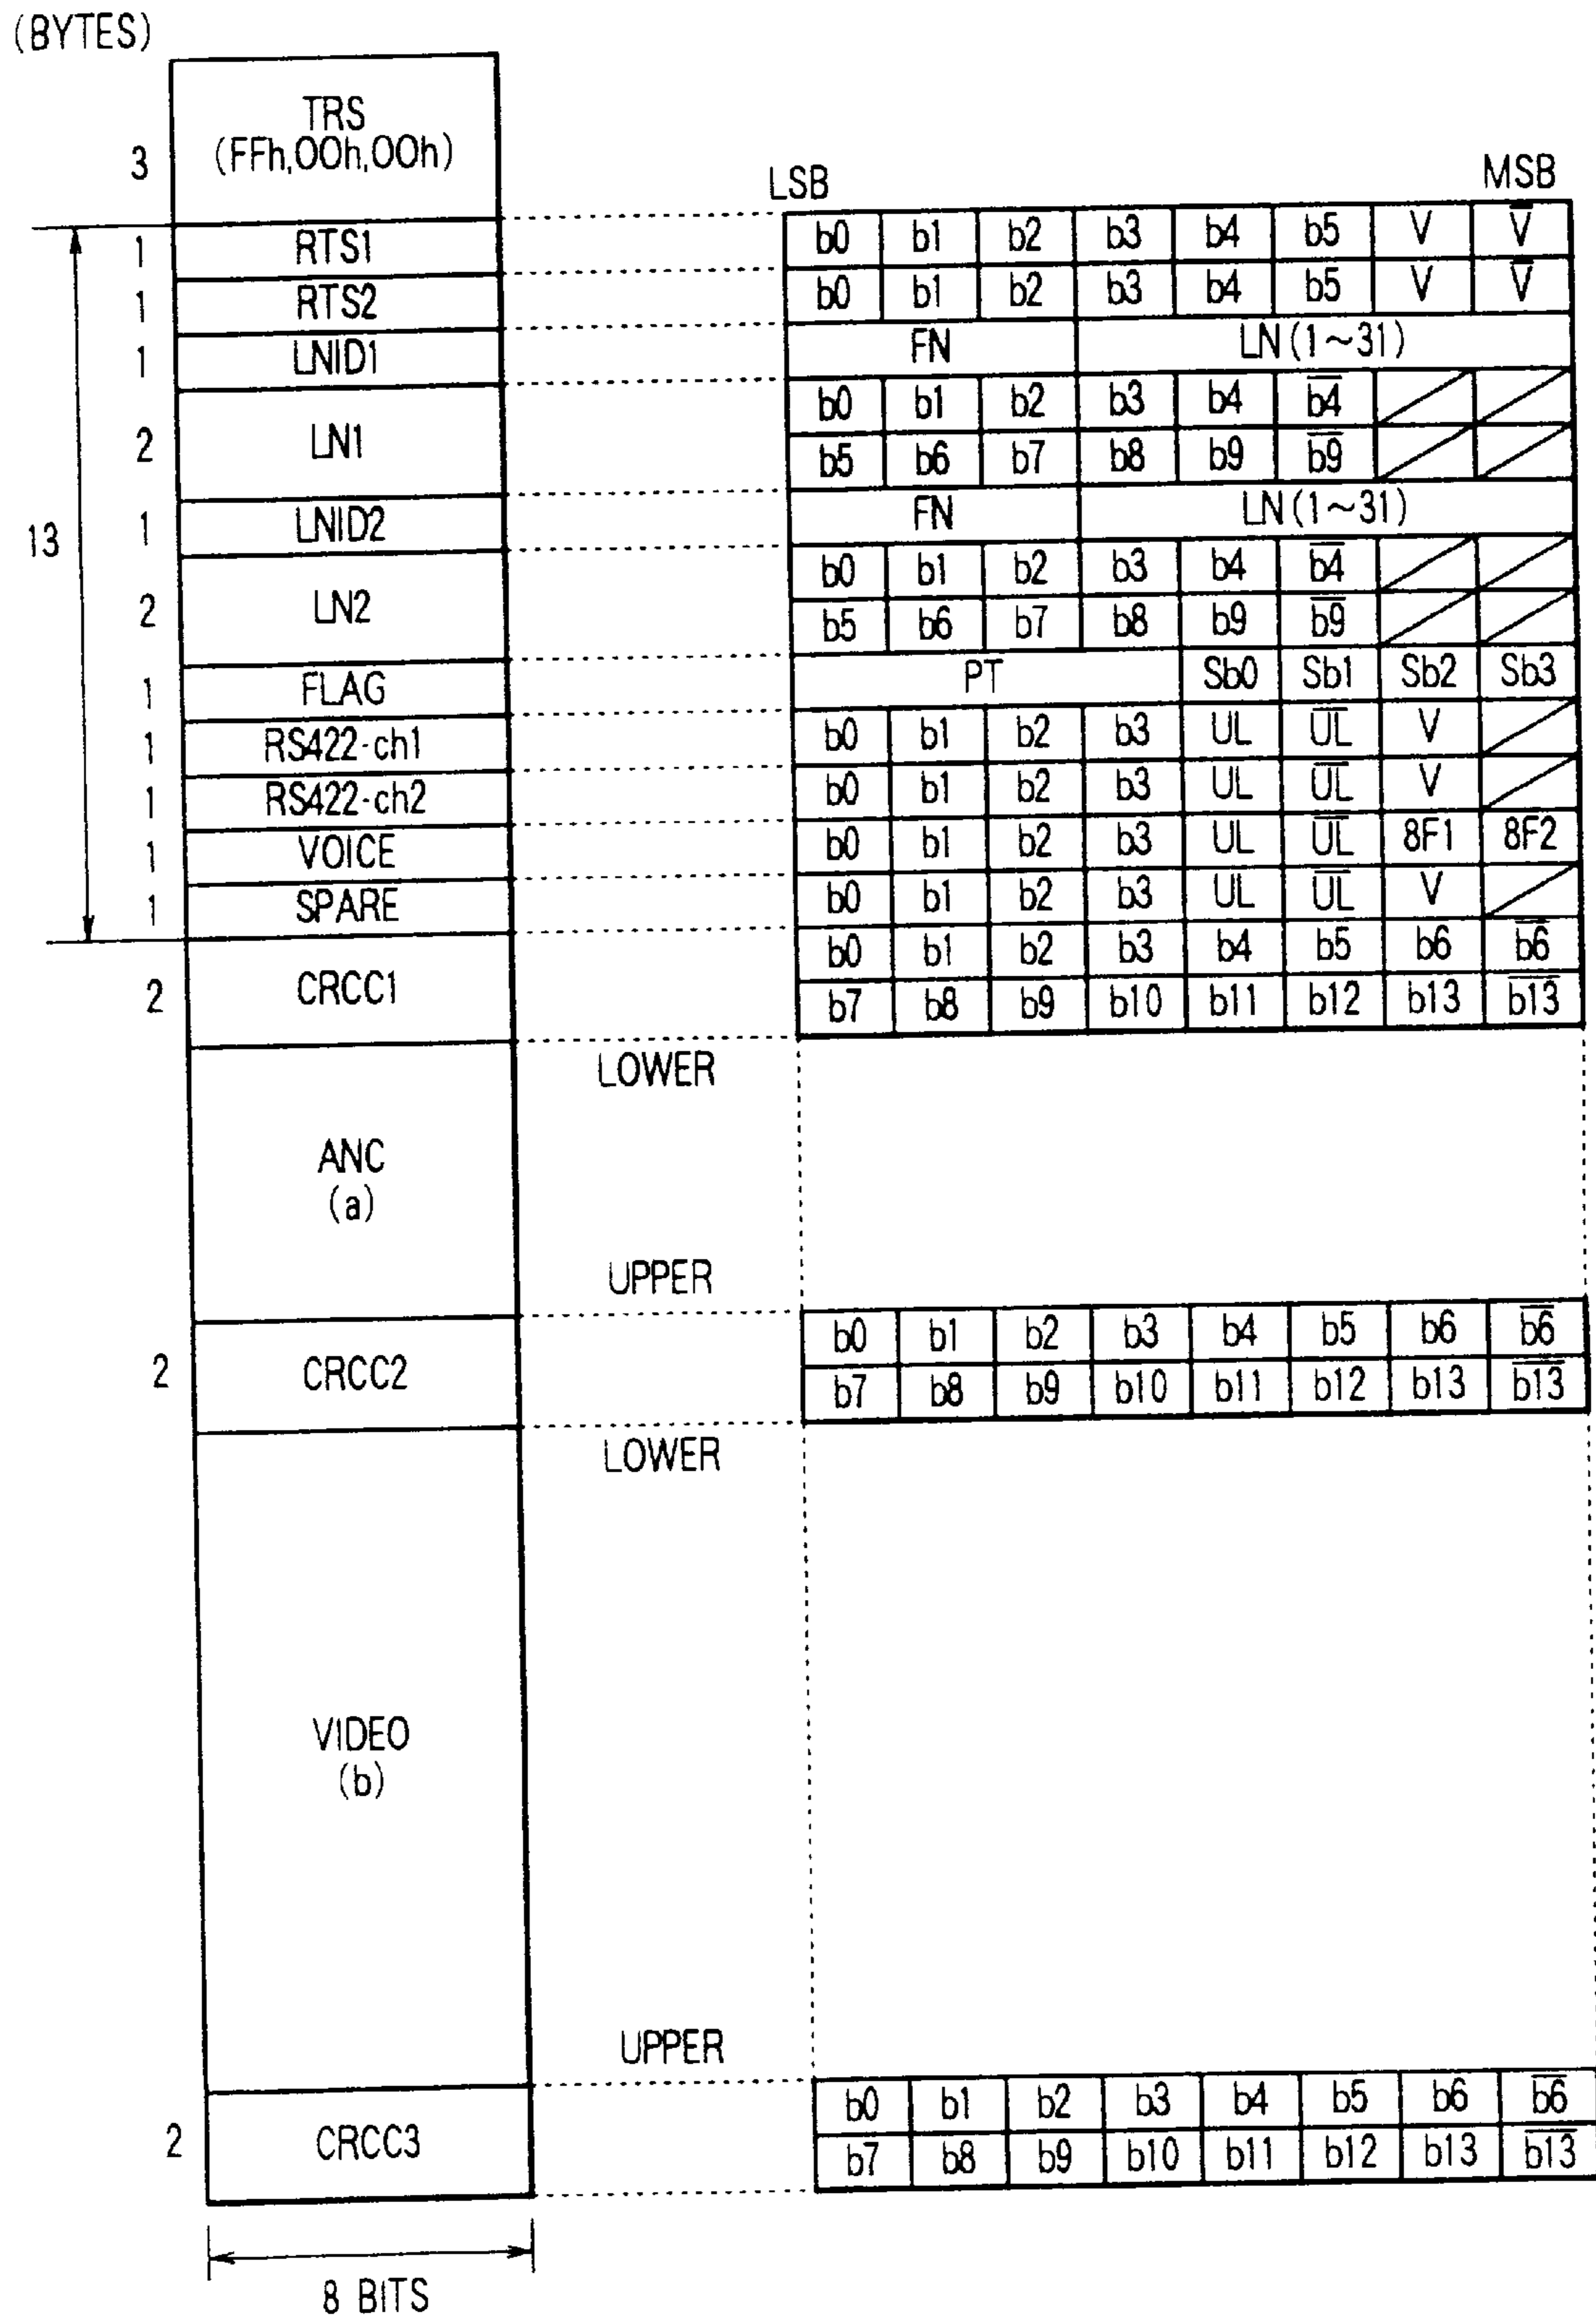 (BYTES)
3 TRS
(FFh,00h,00h)
LSB MSB
13
1 RTS1 b0 b1 b2 b3 b4 b5 V V̅
1 RTS2 b0 b1 b2 b3 b4 b5 V V̅
1 LNID1 FN LN(1~31)
2 LN1 b0 b1 b2 b3 b4 b̅4̅
b5 b6 b7 b8 b9 b̅9̅
1 LNID2 FN LN(1~31)
2 LN2 b0 b1 b2 b3 b4 b̅4̅
b5 b6 b7 b8 b9 b̅9̅
1 FLAG PT Sb0 Sb1 Sb2 Sb3
1 RS422-ch1 b0 b1 b2 b3 UL U̅L̅ V
1 RS422-ch2 b0 b1 b2 b3 UL U̅L̅ V
1 VOICE b0 b1 b2 b3 UL U̅L̅ 8F1 8F2
1 SPARE b0 b1 b2 b3 UL U̅L̅ V
2 CRCC1 b0 b1 b2 b3 b4 b5 b6 b̅6̅
b7 b8 b9 b10 b11 b12 b13 b̅1̅3̅
LOWER
ANC
(a)
UPPER
2 CRCC2 b0 b1 b2 b3 b4 b5 b6 b̅6̅
b7 b8 b9 b10 b11 b12 b13 b̅1̅3̅
LOWER
VIDEO
(b)
UPPER
2 CRCC3 b0 b1 b2 b3 b4 b5 b6 b̅6̅
b7 b8 b9 b10 b11 b12 b13 b̅1̅3̅
8 BITS